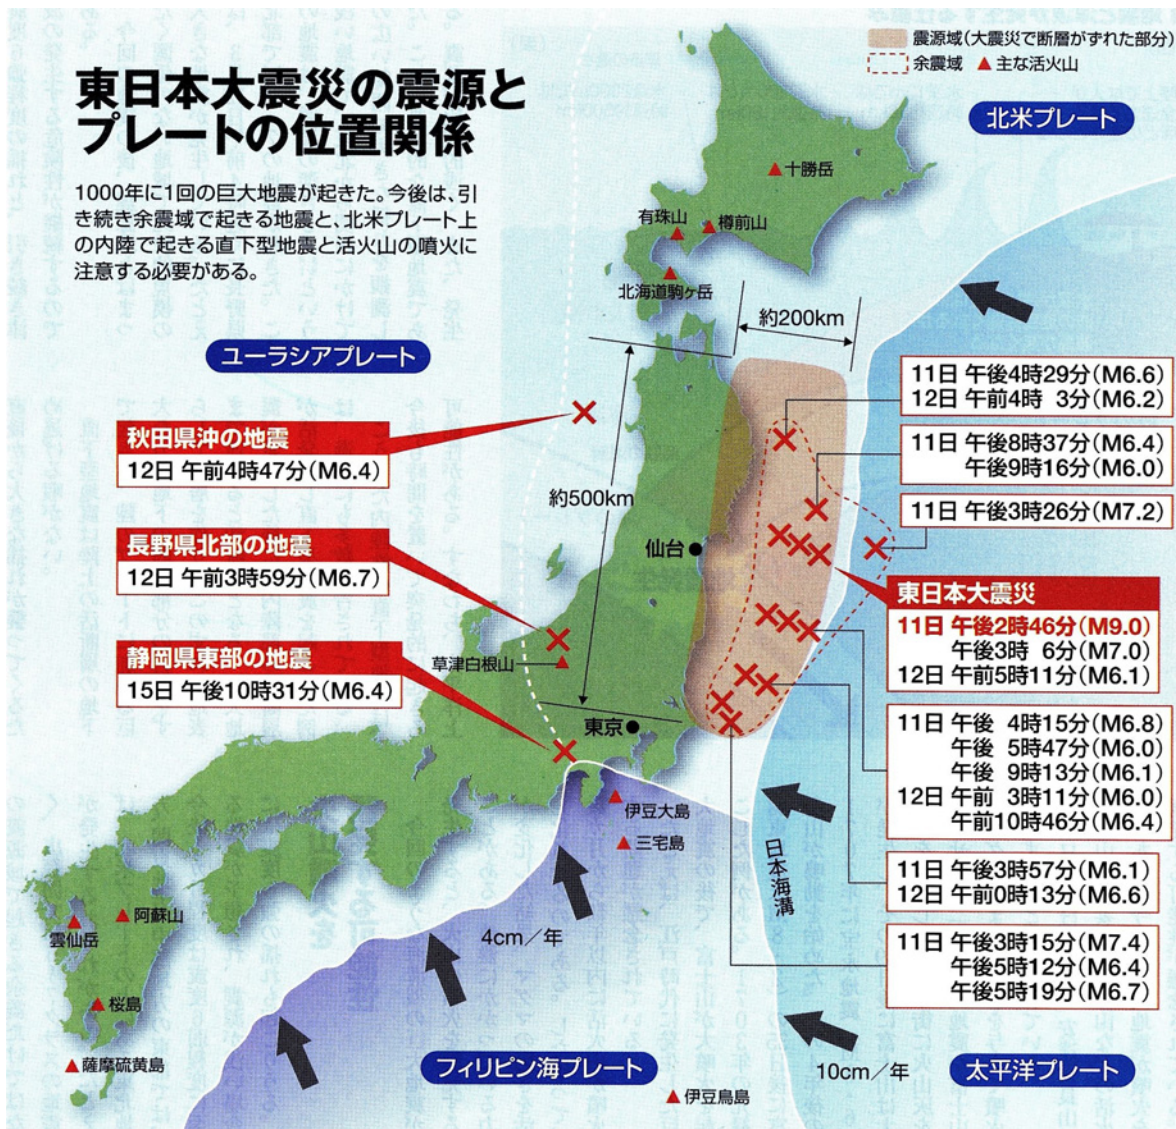 東日本大震災の震源と
プレートの位置関係
1000年に1回の巨大地震が起きた。今後は、引
き続き余震域で起きる地震と、北米プレート上
の内陸で起きる直下型地震と活火山の噴火に
注意する必要がある。
震源域(大震災で断層がずれた部分)
余震域 ▲主な活火山
北米プレート
十勝岳
有珠山
樽前山
北海道駒ヶ岳
約200km
ユーラシアプレート
11日 午後4時29分(M6.6)
12日 午前4時 3分(M6.2)
秋田県沖の地震
12日 午前4時47分(M6.4)
11日 午後8時37分(M6.4)
午後9時16分(M6.0)
約500km
11日 午後3時26分(M7.2)
長野県北部の地震
12日 午前3時59分(M6.7)
仙台
東日本大震災
11日 午後2時46分(M9.0)
午後3時 6分(M7.0)
12日 午前5時11分(M6.1)
静岡県東部の地震
15日 午後10時31分(M6.4)
草津白根山
東京
11日 午後 4時15分(M6.8)
午後 5時47分(M6.0)
午後 9時13分(M6.1)
12日 午前 3時11分(M6.0)
午前10時46分(M6.4)
伊豆大島
三宅島
日本海溝
11日 午後3時57分(M6.1)
12日 午前0時13分(M6.6)
阿蘇山
雲仙岳
4cm/年
11日 午後3時15分(M7.4)
午後5時12分(M6.4)
午後5時19分(M6.7)
桜島
薩摩硫黄島
フィリピン海プレート
10cm/年
太平洋プレート
伊豆鳥島